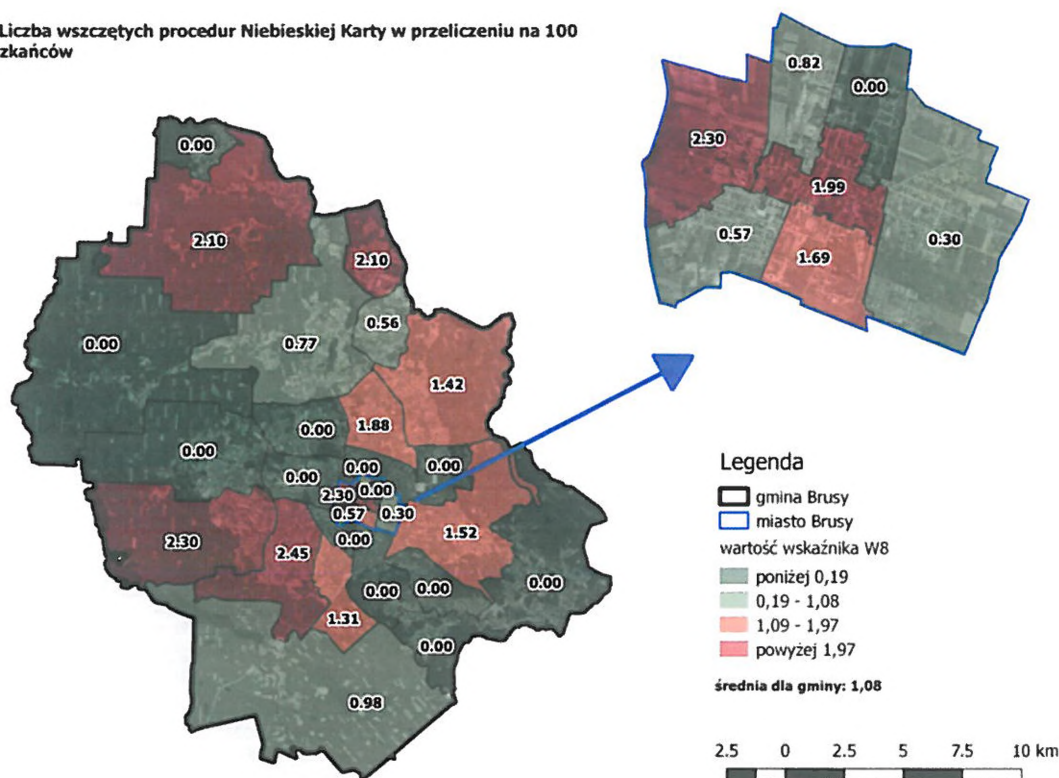 Liczba wszczętych procedur Niebieskiej Karty w przeliczeniu na 100
zkańców
0.00
2.10
2.10
0.56
0.77
0.00
1.42
1.88
0.00
0.00
0.00
0.00
0.00
2.30
0.00
0.57
0.30
0.00
1.52
2.30
2.45
0.00
0.00
0.00
1.31
0.00
0.98
0.82
0.00
2.30
1.99
0.57
0.30
1.69
Legenda
gmina Brusy
miasto Brusy
wartość wskaźnika W8
poniżej 0,19
0,19 - 1,08
1,09 - 1,97
powyżej 1,97
średnia dla gminy: 1,08
2.5 0 2.5 5 7.5 10 km